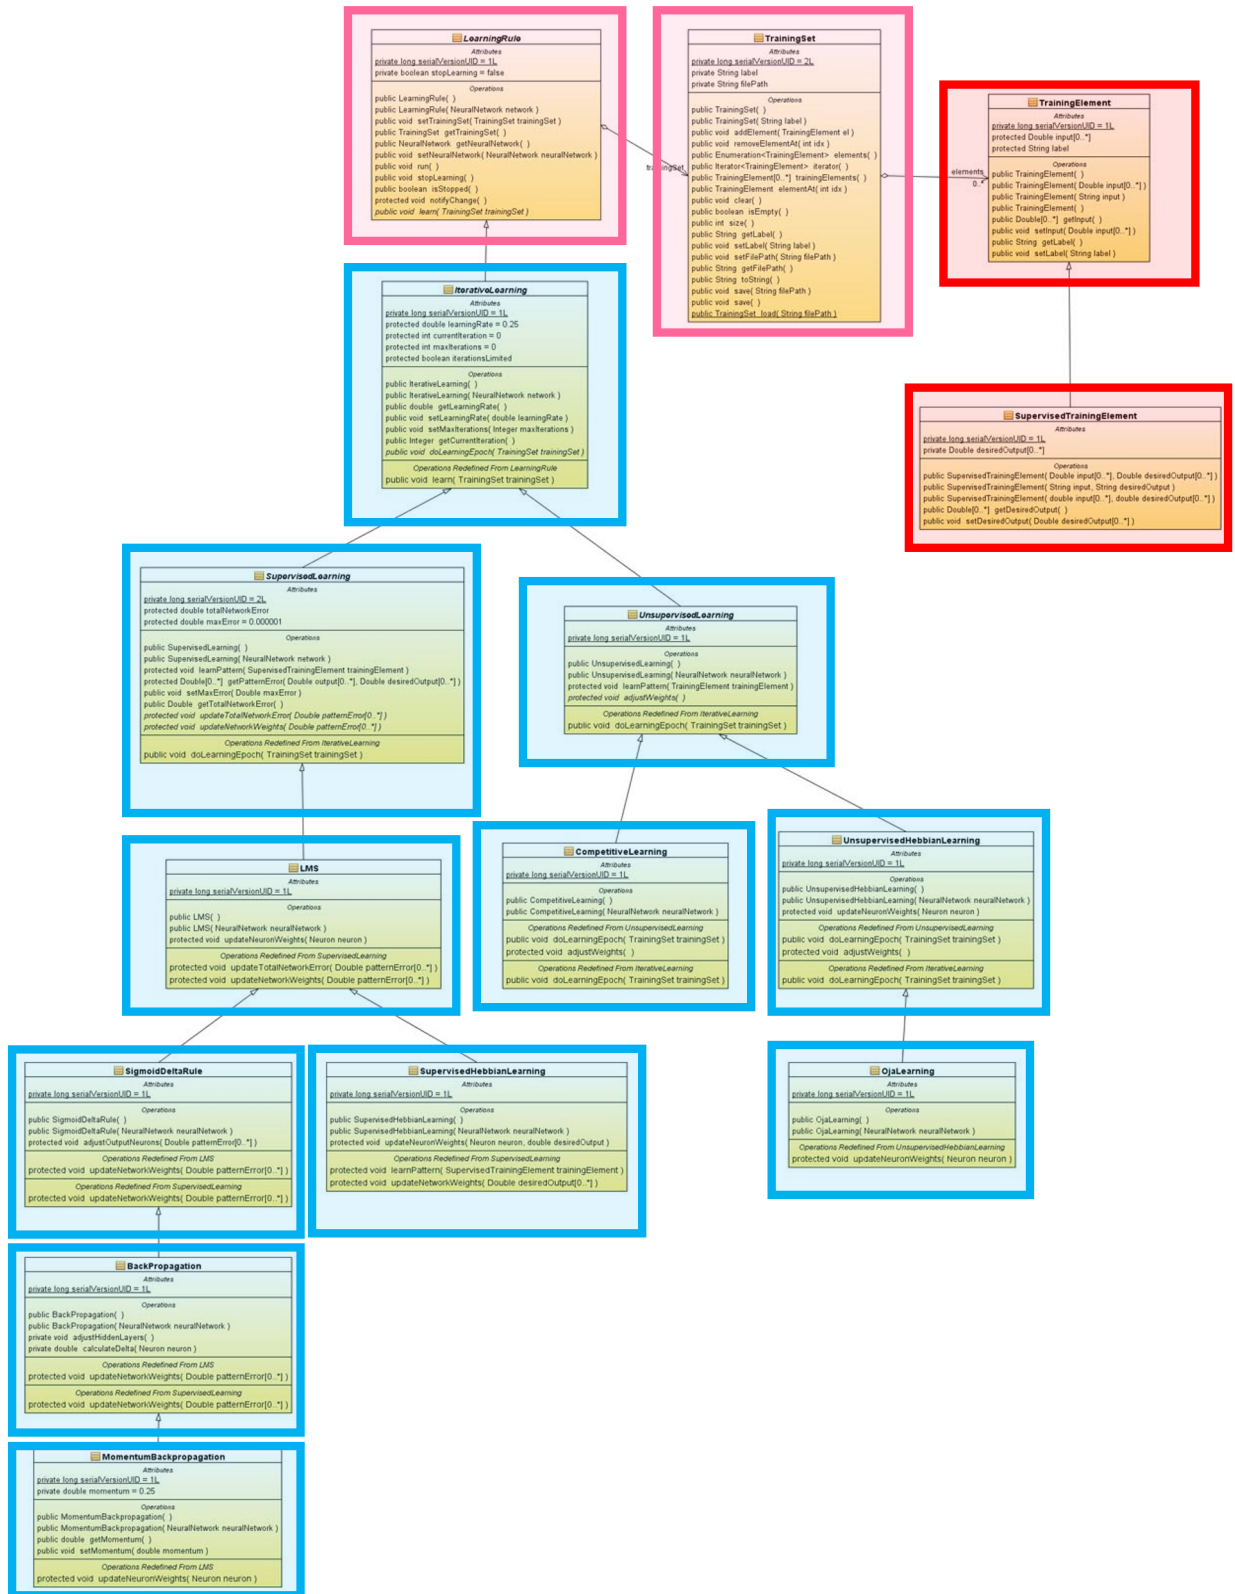 LearningRule
Attributes
private long serialVersionUID = 1L
private boolean stopLearning = false
Operations
public LearningRule( )
public LearningRule( NeuralNetwork network )
public void setTrainingSet( TrainingSet trainingSet )
public TrainingSet getTrainingSet( )
public NeuralNetwork getNeuralNetwork( )
public void setNeuralNetwork( NeuralNetwork neuralNetwork )
public void run( )
public void stopLearning( )
public boolean isStopped( )
protected void notifyChange( )
public void learn( TrainingSet trainingSet )
trainingSet
TrainingSet
Attributes
private long serialVersionUID = 2L
private String label
private String filePath
Operations
public TrainingSet( )
public TrainingSet( String label )
public void addElement( TrainingElement el )
public void removeElementAt( int idx )
public Enumeration<TrainingElement> elements( )
public Iterator<TrainingElement> iterator( )
public TrainingElement[0..*] trainingElements( )
public TrainingElement elementAt( int idx )
public void clear( )
public boolean isEmpty( )
public int size( )
public String getLabel( )
public void setLabel( String label )
public void setFilePath( String filePath )
public String getFilePath( )
public String toString( )
public void save( String filePath )
public void save( )
public TrainingSet load( String filePath )
elements
0..*
TrainingElement
Attributes
private long serialVersionUID = 1L
protected Double input[0..*]
protected String label
Operations
public TrainingElement( )
public TrainingElement( Double input[0..*] )
public TrainingElement( String input )
public TrainingElement( )
public Double[0..*] getInput( )
public void setInput( Double input[0..*] )
public String getLabel( )
public void setLabel( String label )
IterativeLearning
Attributes
private long serialVersionUID = 1L
protected double learningRate = 0.25
protected int currentIteration = 0
protected int maxIterations = 0
protected boolean iterationsLimited
Operations
public IterativeLearning( )
public IterativeLearning( NeuralNetwork network )
public double getLearningRate( )
public void setLearningRate( double learningRate )
public void setMaxIterations( Integer maxIterations )
public Integer getCurrentIteration( )
public void doLearningEpoch( TrainingSet trainingSet )
Operations Redefined From LearningRule
public void learn( TrainingSet trainingSet )
SupervisedTrainingElement
Attributes
private long serialVersionUID = 1L
private Double desiredOutput[0..*]
Operations
public SupervisedTrainingElement( Double input[0..*], Double desiredOutput[0..*] )
public SupervisedTrainingElement( String input, String desiredOutput )
public SupervisedTrainingElement( double input[0..*], double desiredOutput[0..*] )
public Double[0..*] getDesiredOutput( )
public void setDesiredOutput( Double desiredOutput[0..*] )
SupervisedLearning
Attributes
private long serialVersionUID = 2L
protected double totalNetworkError
protected double maxError = 0.000001
Operations
public SupervisedLearning( )
public SupervisedLearning( NeuralNetwork network )
protected void learnPattern( SupervisedTrainingElement trainingElement )
protected Double[0..*] getPatternError( Double output[0..*], Double desiredOutput[0..*] )
public void setMaxError( Double maxError )
public Double getTotalNetworkError( )
protected void updateTotalNetworkError( Double patternError[0..*] )
protected void updateNetworkWeights( Double patternError[0..*] )
Operations Redefined From IterativeLearning
public void doLearningEpoch( TrainingSet trainingSet )
UnsupervisedLearning
Attributes
private long serialVersionUID = 1L
Operations
public UnsupervisedLearning( )
public UnsupervisedLearning( NeuralNetwork neuralNetwork )
protected void learnPattern( TrainingElement trainingElement )
protected void adjustWeights( )
Operations Redefined From IterativeLearning
public void doLearningEpoch( TrainingSet trainingSet )
LMS
Attributes
private long serialVersionUID = 1L
Operations
public LMS( )
public LMS( NeuralNetwork neuralNetwork )
protected void updateNeuronWeights( Neuron neuron )
Operations Redefined From SupervisedLearning
protected void updateTotalNetworkError( Double patternError[0..*] )
protected void updateNetworkWeights( Double patternError[0..*] )
CompetitiveLearning
Attributes
private long serialVersionUID = 1L
Operations
public CompetitiveLearning( )
public CompetitiveLearning( NeuralNetwork neuralNetwork )
Operations Redefined From UnsupervisedLearning
public void doLearningEpoch( TrainingSet trainingSet )
protected void adjustWeights( )
Operations Redefined From IterativeLearning
public void doLearningEpoch( TrainingSet trainingSet )
UnsupervisedHebbianLearning
Attributes
private long serialVersionUID = 1L
Operations
public UnsupervisedHebbianLearning( )
public UnsupervisedHebbianLearning( NeuralNetwork neuralNetwork )
protected void updateNeuronWeights( Neuron neuron )
Operations Redefined From UnsupervisedLearning
public void doLearningEpoch( TrainingSet trainingSet )
protected void adjustWeights( )
Operations Redefined From IterativeLearning
public void doLearningEpoch( TrainingSet trainingSet )
SigmoidDeltaRule
Attributes
private long serialVersionUID = 1L
Operations
public SigmoidDeltaRule( )
public SigmoidDeltaRule( NeuralNetwork neuralNetwork )
protected void adjustOutputNeurons( Double patternError[0..*] )
Operations Redefined From LMS
protected void updateNetworkWeights( Double patternError[0..*] )
Operations Redefined From SupervisedLearning
protected void updateNetworkWeights( Double patternError[0..*] )
SupervisedHebbianLearning
Attributes
private long serialVersionUID = 1L
Operations
public SupervisedHebbianLearning( )
public SupervisedHebbianLearning( NeuralNetwork neuralNetwork )
protected void updateNeuronWeights( Neuron neuron, double desiredOutput )
Operations Redefined From SupervisedLearning
protected void learnPattern( SupervisedTrainingElement trainingElement )
protected void updateNetworkWeights( Double desiredOutput[0..*] )
OjaLearning
Attributes
private long serialVersionUID = 1L
Operations
public OjaLearning( )
public OjaLearning( NeuralNetwork neuralNetwork )
Operations Redefined From UnsupervisedHebbianLearning
protected void updateNeuronWeights( Neuron neuron )
BackPropagation
Attributes
private long serialVersionUID = 1L
Operations
public BackPropagation( )
public BackPropagation( NeuralNetwork neuralNetwork )
private void adjustHiddenLayers( )
private double calculateDelta( Neuron neuron )
Operations Redefined From LMS
protected void updateNetworkWeights( Double patternError[0..*] )
Operations Redefined From SupervisedLearning
protected void updateNetworkWeights( Double patternError[0..*] )
MomentumBackpropagation
Attributes
private long serialVersionUID = 1L
private double momentum = 0.25
Operations
public MomentumBackpropagation( )
public MomentumBackpropagation( NeuralNetwork neuralNetwork )
public double getMomentum( )
public void setMomentum( double momentum )
Operations Redefined From LMS
protected void updateNeuronWeights( Neuron neuron )